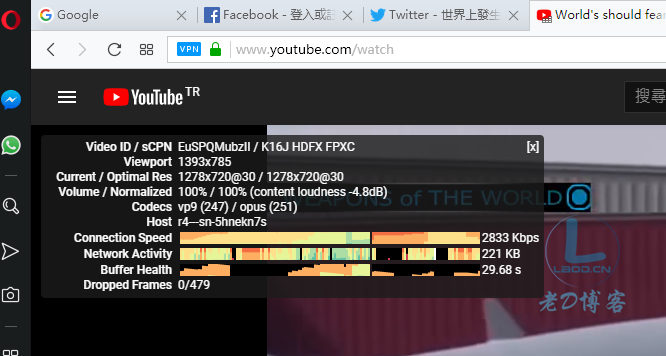 Google
Facebook - 登入或註
Twitter - 世界上發生
World's should fear
VPN
www.youtube.com/watch
YouTube TR
搜尋
Video ID / sCPN EuSPQMubzII / K16J HDFX FPXC [x]
Viewport 1393x785
Current / Optimal Res 1278x720@30 / 1278x720@30
Volume / Normalized 100% / 100% (content loudness -4.8dB)
Codecs vp9 (247) / opus (251)
Host r4---sn-5hnekn7s
WEAPONS of THE WORLD
Connection Speed 2833 Kbps
Network Activity 221 KB
Buffer Health 29.68 s
Dropped Frames 0/479
L
LAOD.CN
老D博客